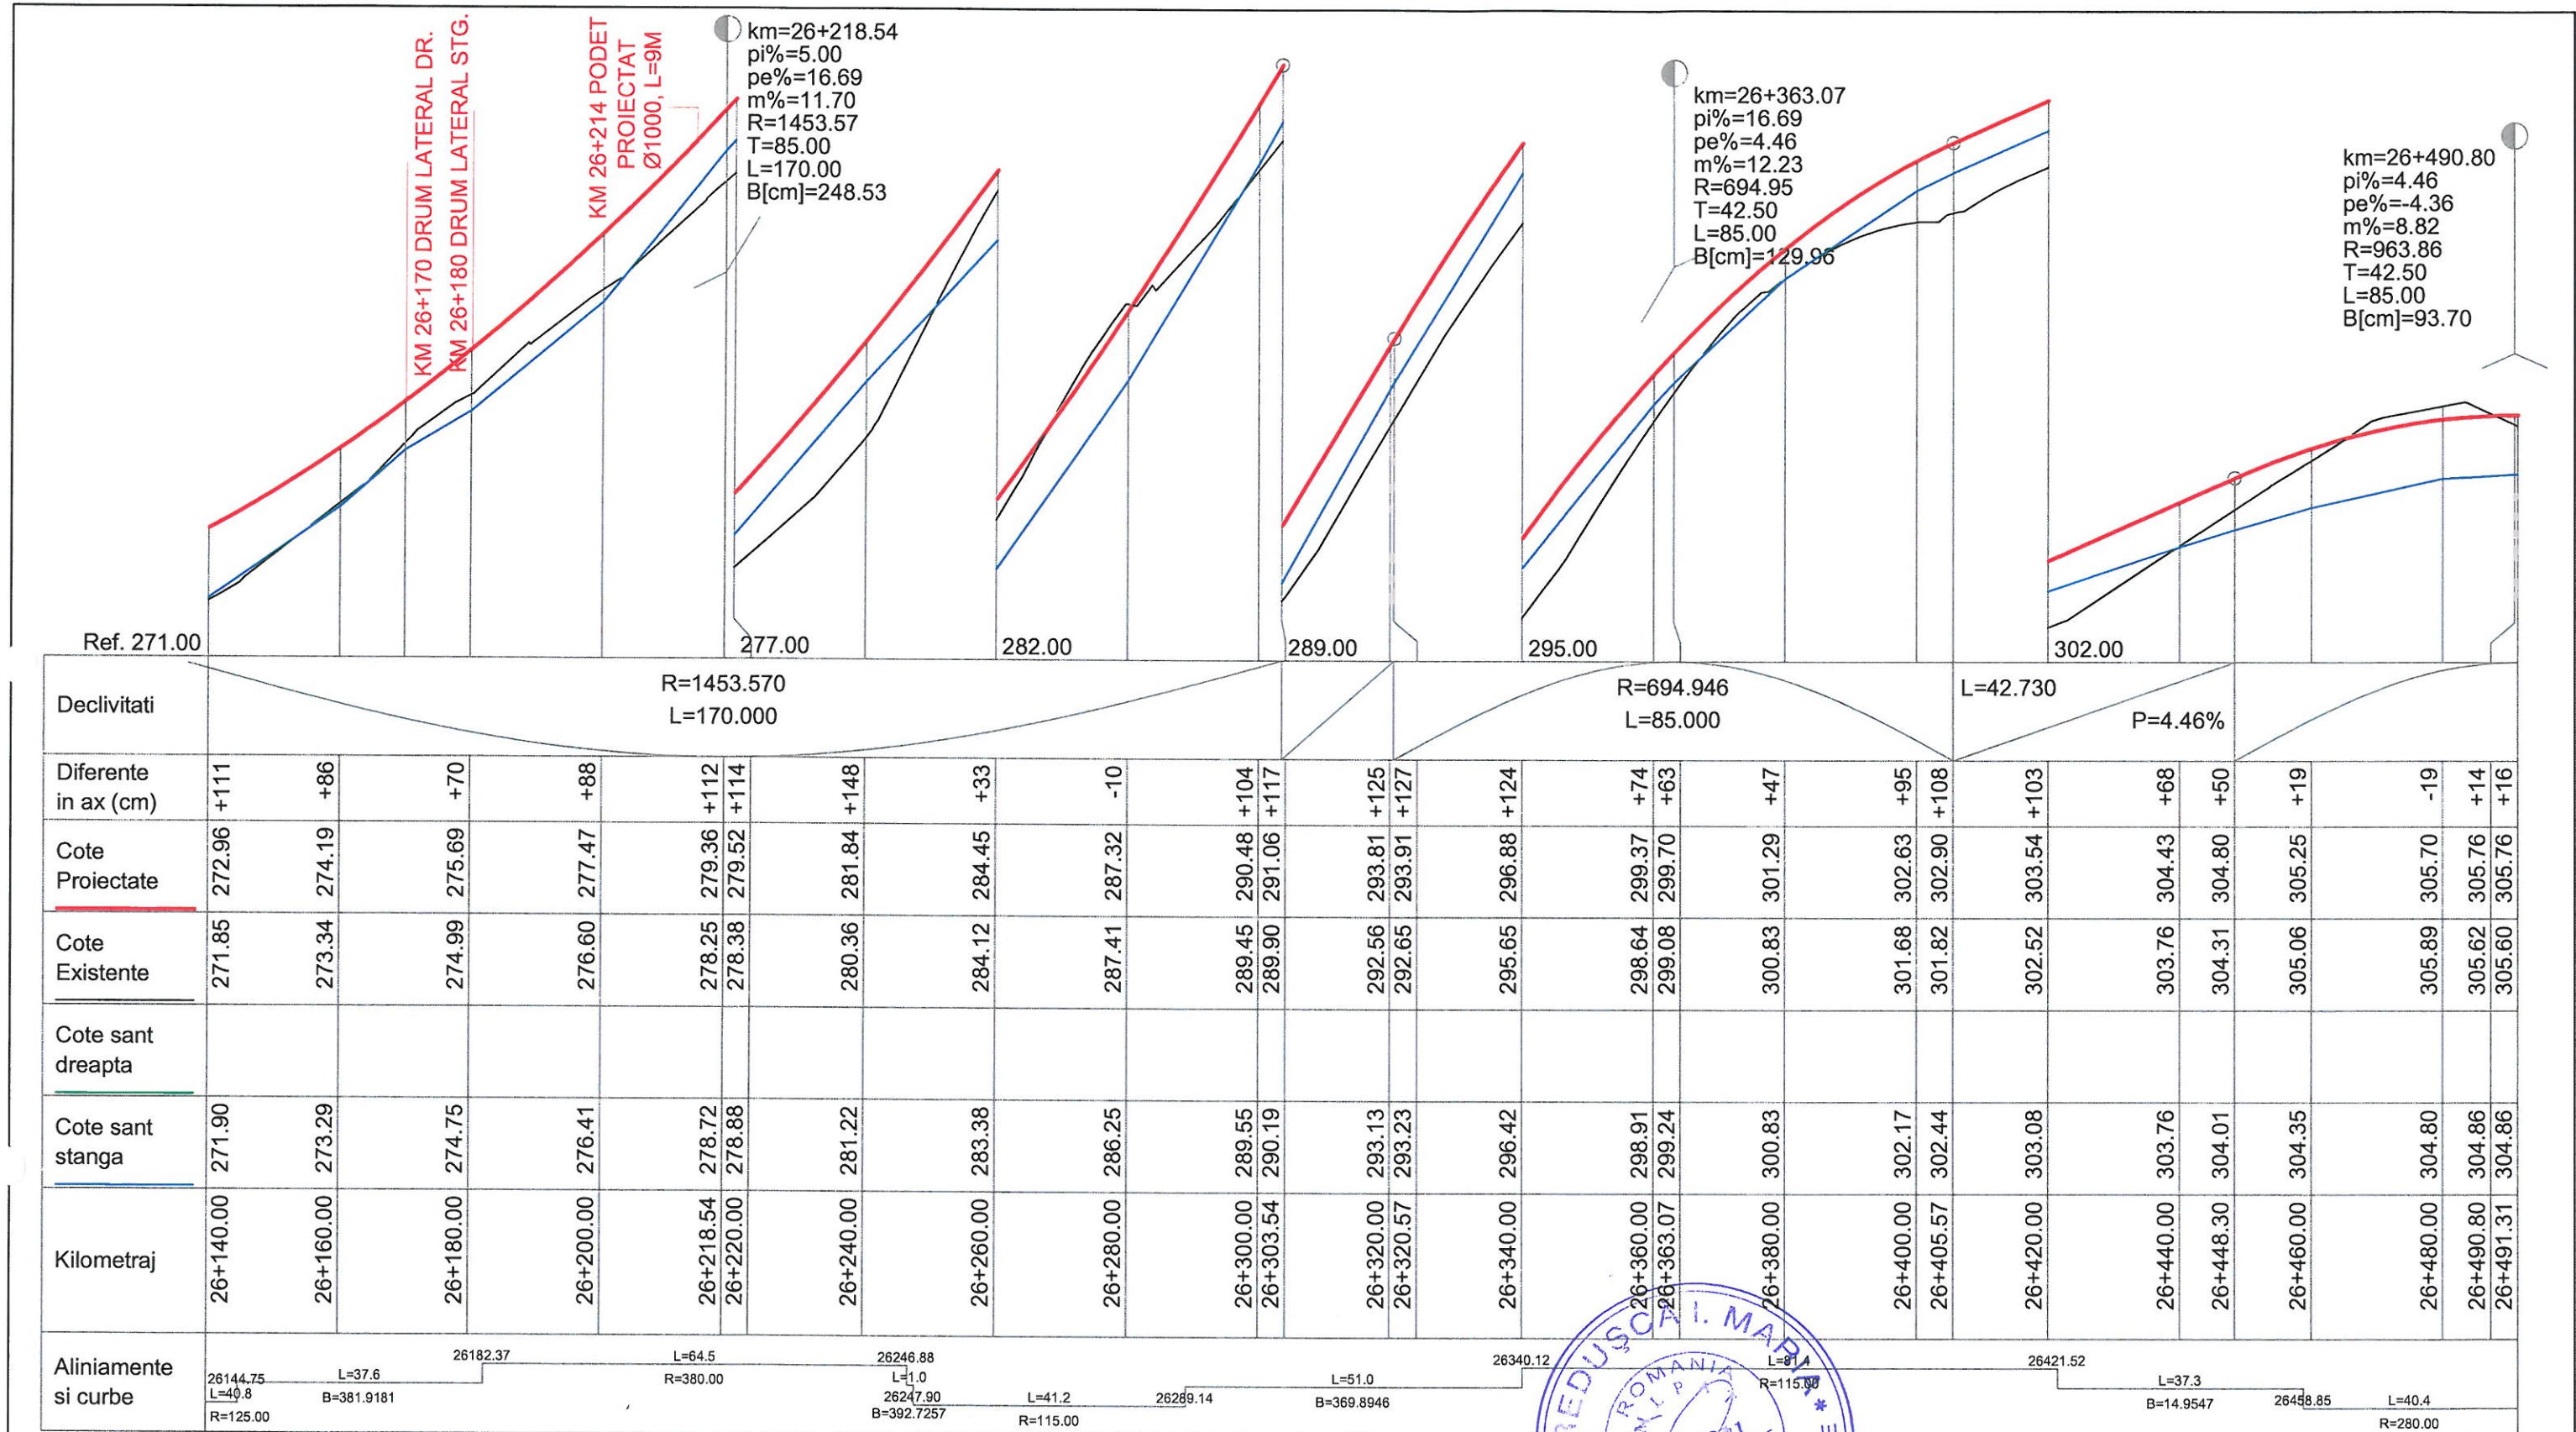 KM 26+170 DRUM LATERAL DR.
KM 26+180 DRUM LATERAL STG.
KM 26+214 PODET
PROIECTAT
Ø1000, L=9M
km=26+218.54
pi%=5.00
pe%=16.69
m%=11.70
R=1453.57
T=85.00
L=170.00
B[cm]=248.53
km=26+363.07
pi%=16.69
pe%=4.46
m%=12.23
R=694.95
T=42.50
L=85.00
B[cm]=129.96
km=26+490.80
pi%=4.46
pe%=-4.36
m%=8.82
R=963.86
T=42.50
L=85.00
B[cm]=93.70
Ref. 271.00 277.00 282.00 289.00 295.00 302.00
Declivitati
R=1453.570
L=170.000
R=694.946
L=85.000
L=42.730
P=4.46%
Diferente
in ax (cm)
+111 +86 +70 +88 +112 +114 +148 +33 -10 +104 +117 +125 +127 +124 +74 +63 +47 +95 +108 +103 +68 +50 +19 -19 +14 +16
Cote
Proiectate
272.96 274.19 275.69 277.47 279.36 279.52 281.84 284.45 287.32 290.48 291.06 293.81 293.91 296.88 299.37 299.70 301.29 302.63 302.90 303.54 304.43 304.80 305.25 305.70 305.76 305.76
Cote
Existente
271.85 273.34 274.99 276.60 278.25 278.38 280.36 284.12 287.41 289.45 289.90 292.56 292.65 295.65 298.64 299.08 300.83 301.68 301.82 302.52 303.76 304.31 305.06 305.89 305.62 305.60
Cote sant
dreapta
Cote sant
stanga
271.90 273.29 274.75 276.41 278.72 278.88 281.22 283.38 286.25 289.55 290.19 293.13 293.23 296.42 298.91 299.24 300.83 302.17 302.44 303.08 303.76 304.01 304.35 304.80 304.86 304.86
Kilometraj
26+140.00 26+160.00 26+180.00 26+200.00 26+218.54 26+220.00 26+240.00 26+260.00 26+280.00 26+300.00 26+303.54 26+320.00 26+320.57 26+340.00 26+360.00 26+363.07 26+380.00 26+400.00 26+405.57 26+420.00 26+440.00 26+448.30 26+460.00 26+480.00 26+490.80 26+491.31
Aliniamente
si curbe
L=40.8
R=125.00
26144.75
L=37.6
B=381.9181
26182.37
L=64.5
R=380.00
26246.88
L=1.0
26247.90
B=392.7257
L=41.2
R=115.00
26289.14
L=51.0
B=369.8946
26340.12
L=81.4
R=115.00
26421.52
L=37.3
B=14.9547
26458.85
L=40.4
R=280.00
I. MARIA
ROMANIA